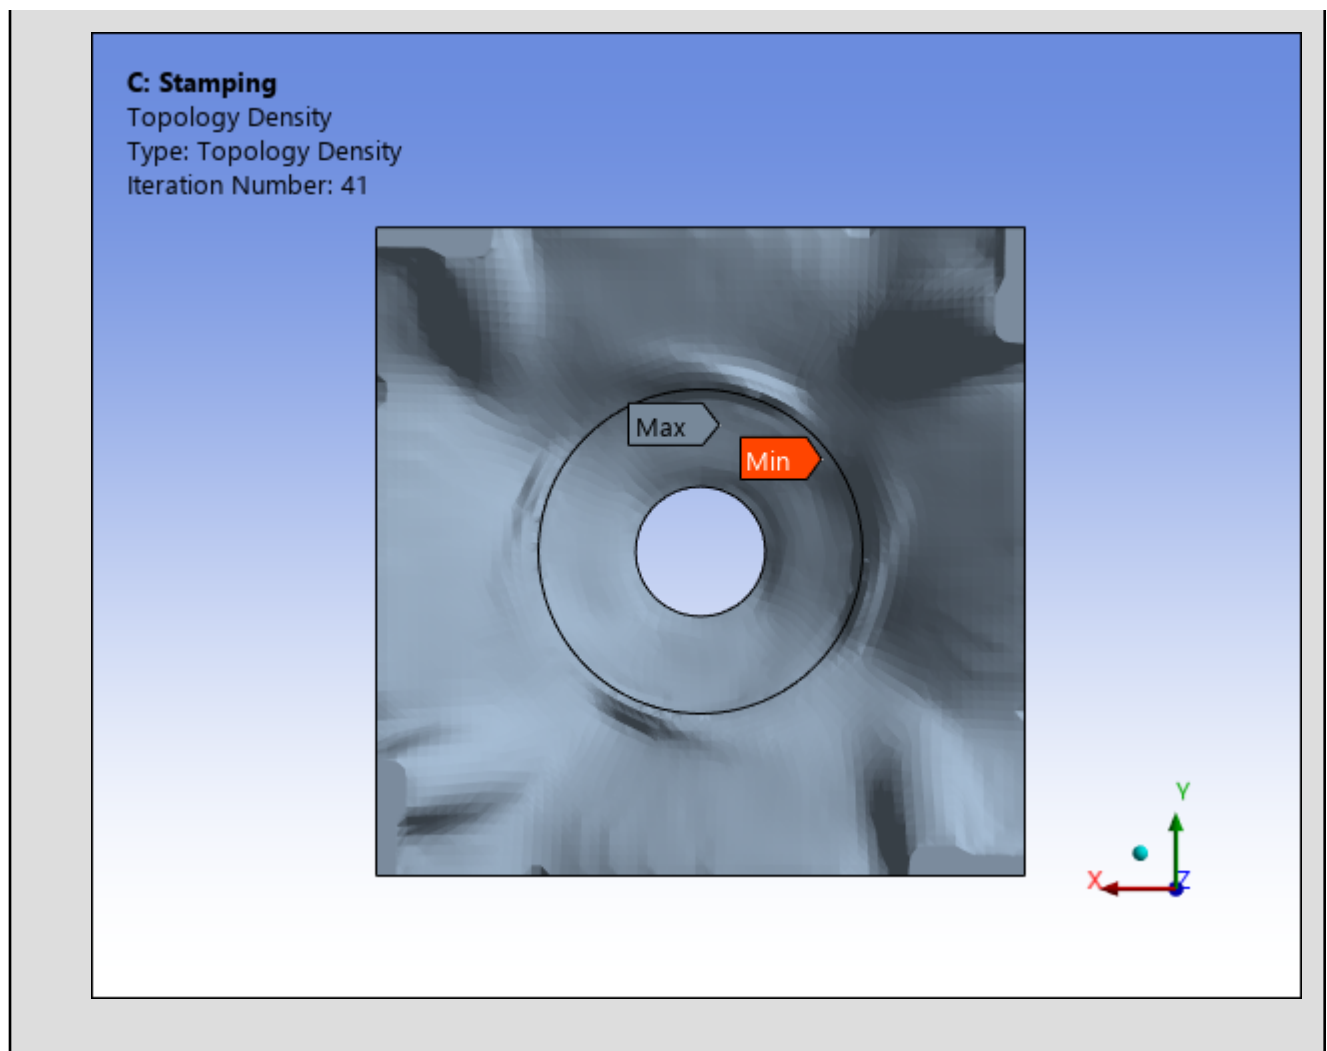 C: Stamping
Topology Density
Type: Topology Density
Iteration Number: 41
Max
Min
Y
X
Z